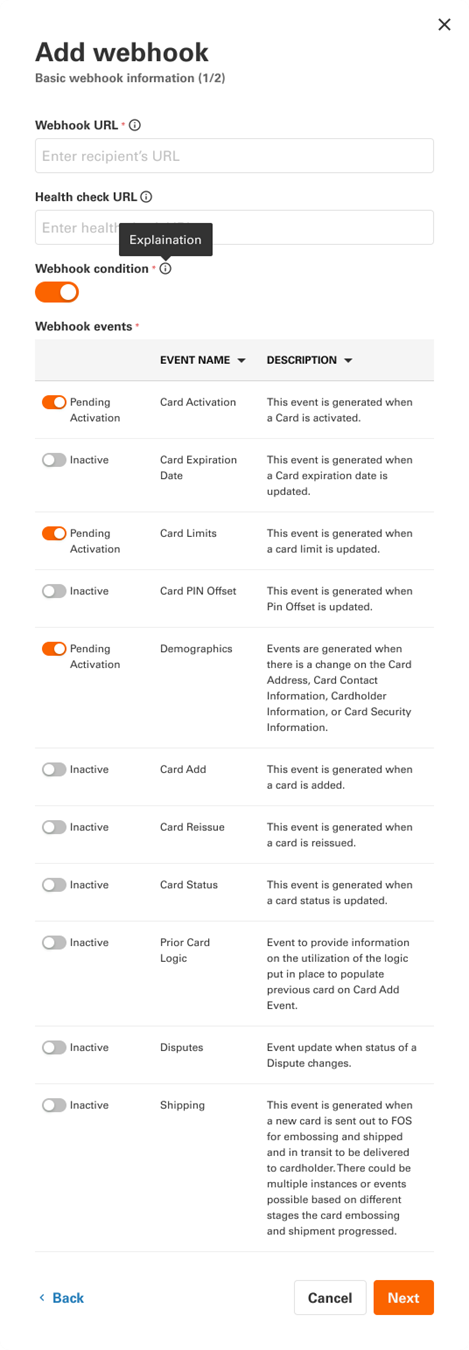 Add webhook
Basic webhook information (1/2)
Webhook URL *
Enter recipient's URL
Health check URL
Enter health
Explaination
Webhook condition *
Webhook events *
EVENT NAME DESCRIPTION
Pending Card Activation This event is generated when
Activation a Card is activated.
Inactive Card Expiration This event is generated when
Date a Card expiration date is
updated.
Pending Card Limits This event is generated when
Activation a card limit is updated.
Inactive Card PIN Offset This event is generated when
Pin Offset is updated.
Pending Demographics Events are generated when
Activation there is a change on the Card
Address, Card Contact
Information, Cardholder
Information, or Card Security
Information.
Inactive Card Add This event is generated when
a card is added.
Inactive Card Reissue This event is generated when
a card is reissued.
Inactive Card Status This event is generated when
a card status is updated.
Inactive Prior Card Event to provide information
Logic on the utilization of the logic
put in place to populate
previous card on Card Add
Event.
Inactive Disputes Event update when status of a
Dispute changes.
Inactive Shipping This event is generated when
a new card is sent out to FOS
for embossing and shipped
and in transit to be delivered
to cardholder. There could be
multiple instances or events
possible based on different
stages the card embossing
and shipment progressed.
Back Cancel Next